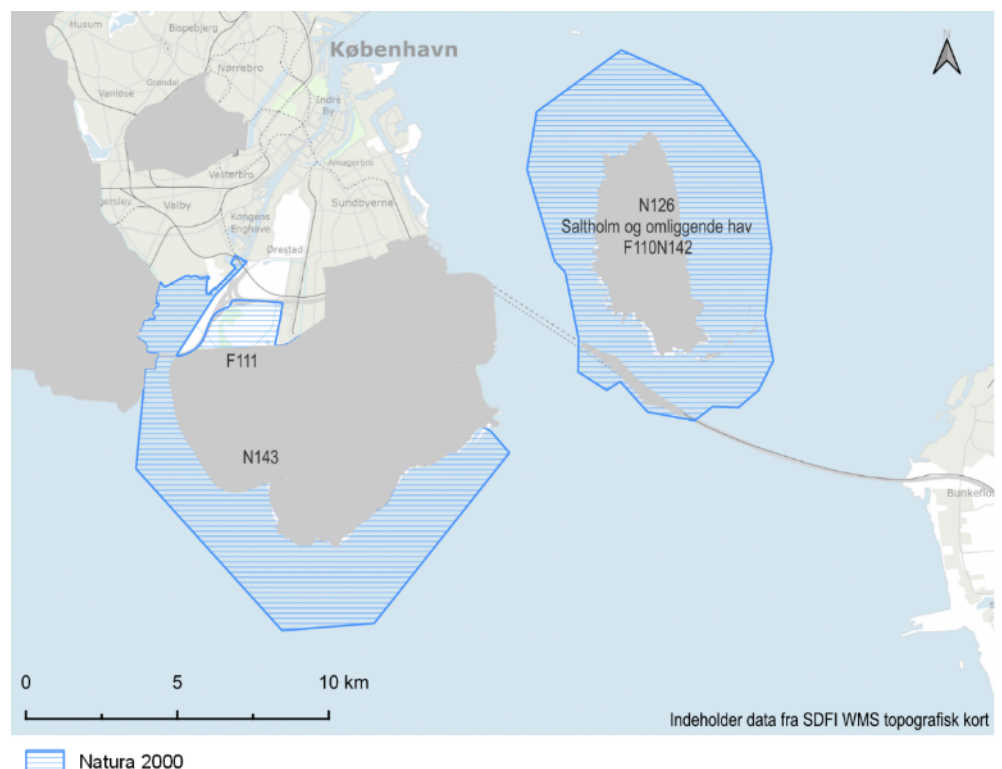 Husum
Bispebjerg
København
N
Nørrebro
Grøndal
Vanløse
Indre
By
Amagerbro
Vesterbro
Valby
Sundbyerne
Kongens
Enghave
Ørestad
N126
Saltholm og omliggende hav
F110N142
F111
N143
0 5 10 km
Indeholder data fra SDFI WMS topografisk kort
Natura 2000